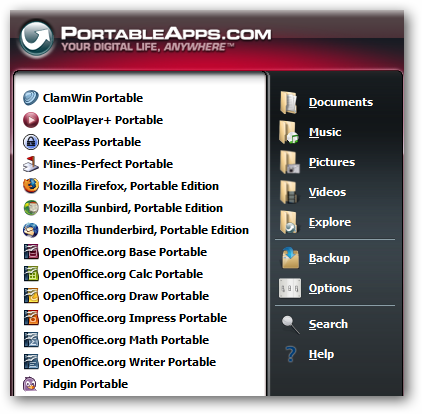 PORTABLEAPPS.COM
YOUR DIGITAL LIFE, ANYWHERE™
ClamWin Portable
CoolPlayer+ Portable
KeePass Portable
Mines-Perfect Portable
Mozilla Firefox, Portable Edition
Mozilla Sunbird, Portable Edition
Mozilla Thunderbird, Portable Edition
OpenOffice.org Base Portable
OpenOffice.org Calc Portable
OpenOffice.org Draw Portable
OpenOffice.org Impress Portable
OpenOffice.org Math Portable
OpenOffice.org Writer Portable
Pidgin Portable
Documents
Music
Pictures
Videos
Explore
Backup
Options
Search
Help